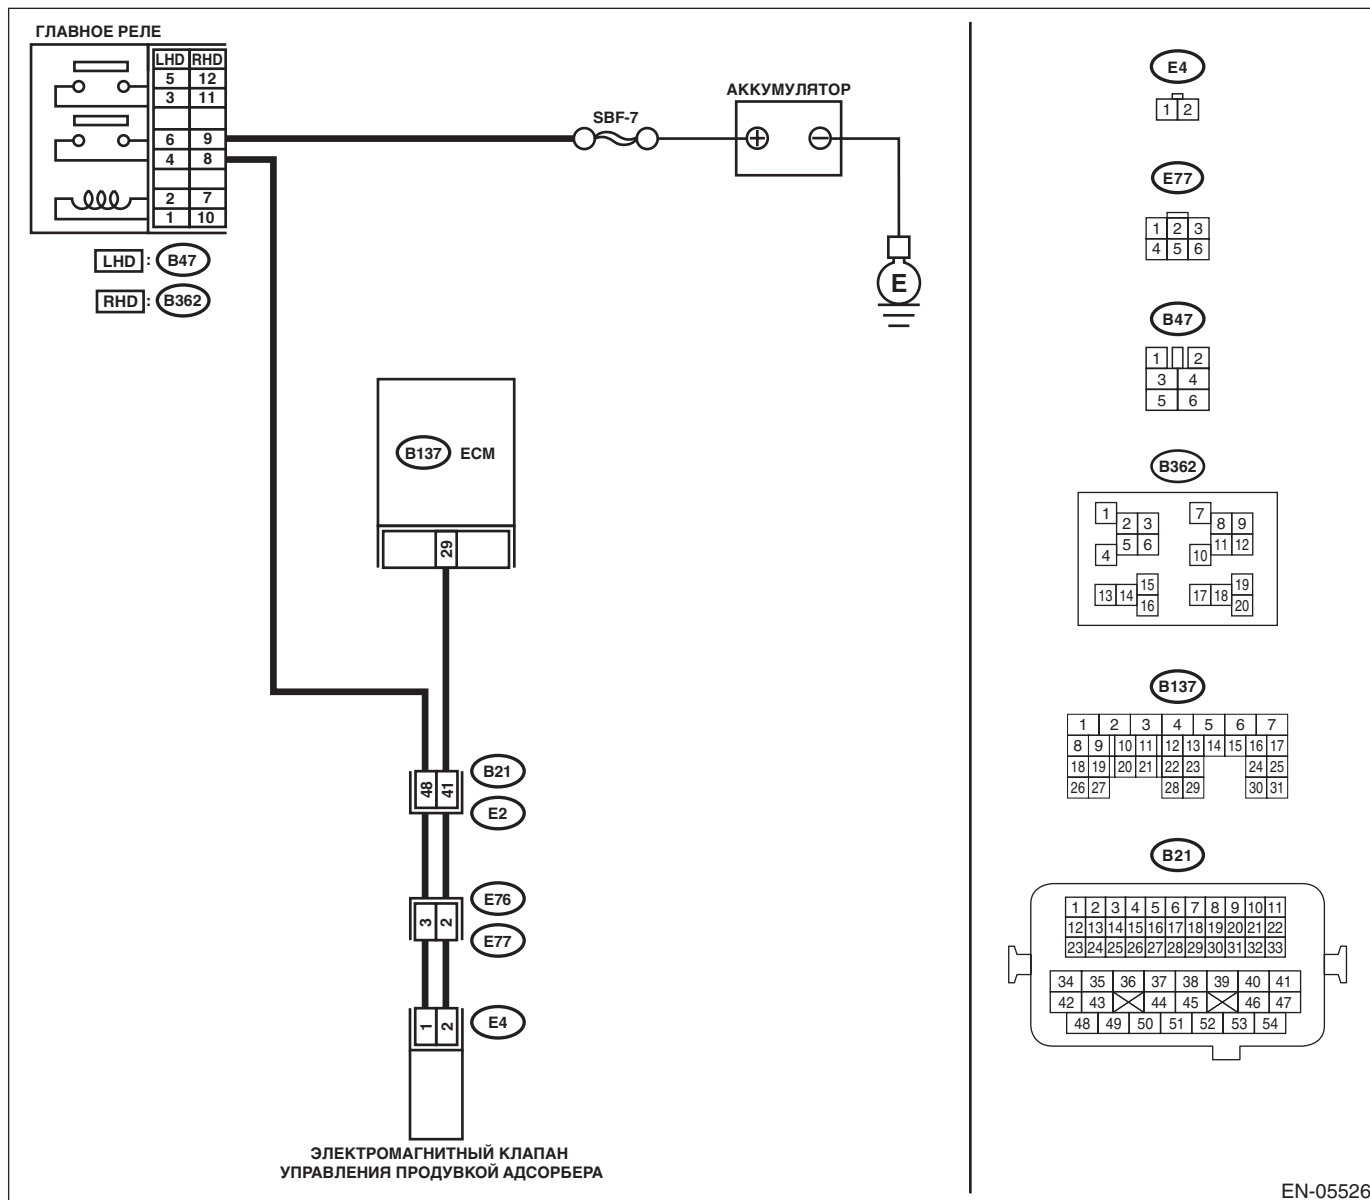 ГЛАВНОЕ РЕЛЕ
LHD RHD
5 12
3 11
6 9
4 8
2 7
1 10
LHD : B47
RHD : B362
SBF-7
АККУМУЛЯТОР
+ −
E
B137 ECM
29
48 41
B21
E2
E76
3 2
E77
1 2
E4
ЭЛЕКТРОМАГНИТНЫЙ КЛАПАН
УПРАВЛЕНИЯ ПРОДУВКОЙ АДСОРБЕРА
E4
1 2
E77
1 2 3
4 5 6
B47
1 2
3 4
5 6
B362
1 7
2 3 8 9
5 6 11 12
4 10
15 19
13 14 17 18
16 20
B137
1 2 3 4 5 6 7
8 9 10 11 12 13 14 15 16 17
18 19 20 21 22 23 24 25
26 27 28 29 30 31
B21
1 2 3 4 5 6 7 8 9 10 11
12 13 14 15 16 17 18 19 20 21 22
23 24 25 26 27 28 29 30 31 32 33
34 35 36 37 38 39 40 41
42 43 44 45 46 47
48 49 50 51 52 53 54
EN-05526